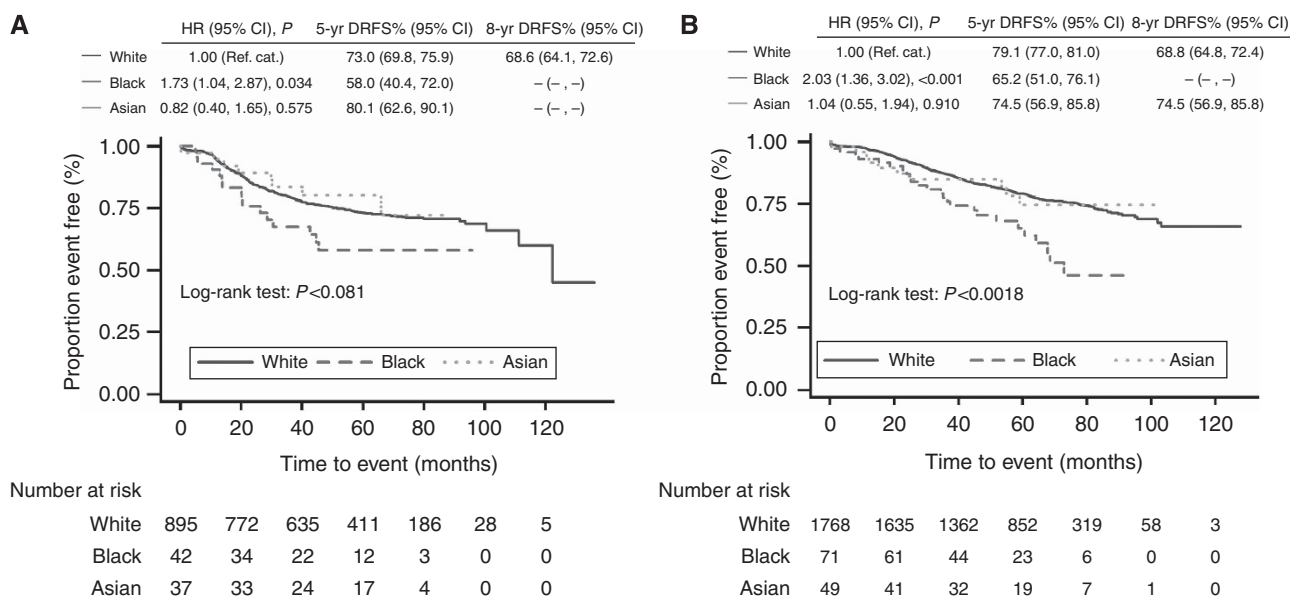 A
HR (95% CI), P 5-yr DRFS% (95% CI) 8-yr DRFS% (95% CI)
White 1.00 (Ref. cat.) 73.0 (69.8, 75.9) 68.6 (64.1, 72.6)
Black 1.73 (1.04, 2.87), 0.034 58.0 (40.4, 72.0) – (– , –)
Asian 0.82 (0.40, 1.65), 0.575 80.1 (62.6, 90.1) – (– , –)
Proportion event free (%)
1.00
0.75
0.50
0.25
0.00
Log-rank test: P<0.081
White Black Asian
0 20 40 60 80 100 120
Time to event (months)
Number at risk
White 895 772 635 411 186 28 5
Black 42 34 22 12 3 0 0
Asian 37 33 24 17 4 0 0
B
HR (95% CI), P 5-yr DRFS% (95% CI) 8-yr DRFS% (95% CI)
White 1.00 (Ref. cat.) 79.1 (77.0, 81.0) 68.8 (64.8, 72.4)
Black 2.03 (1.36, 3.02), <0.001 65.2 (51.0, 76.1) – (– , –)
Asian 1.04 (0.55, 1.94), 0.910 74.5 (56.9, 85.8) 74.5 (56.9, 85.8)
Proportion event free (%)
1.00
0.75
0.50
0.25
0.00
Log-rank test: P<0.0018
White Black Asian
0 20 40 60 80 100 120
Time to event (months)
Number at risk
White 1768 1635 1362 852 319 58 3
Black 71 61 44 23 6 0 0
Asian 49 41 32 19 7 1 0